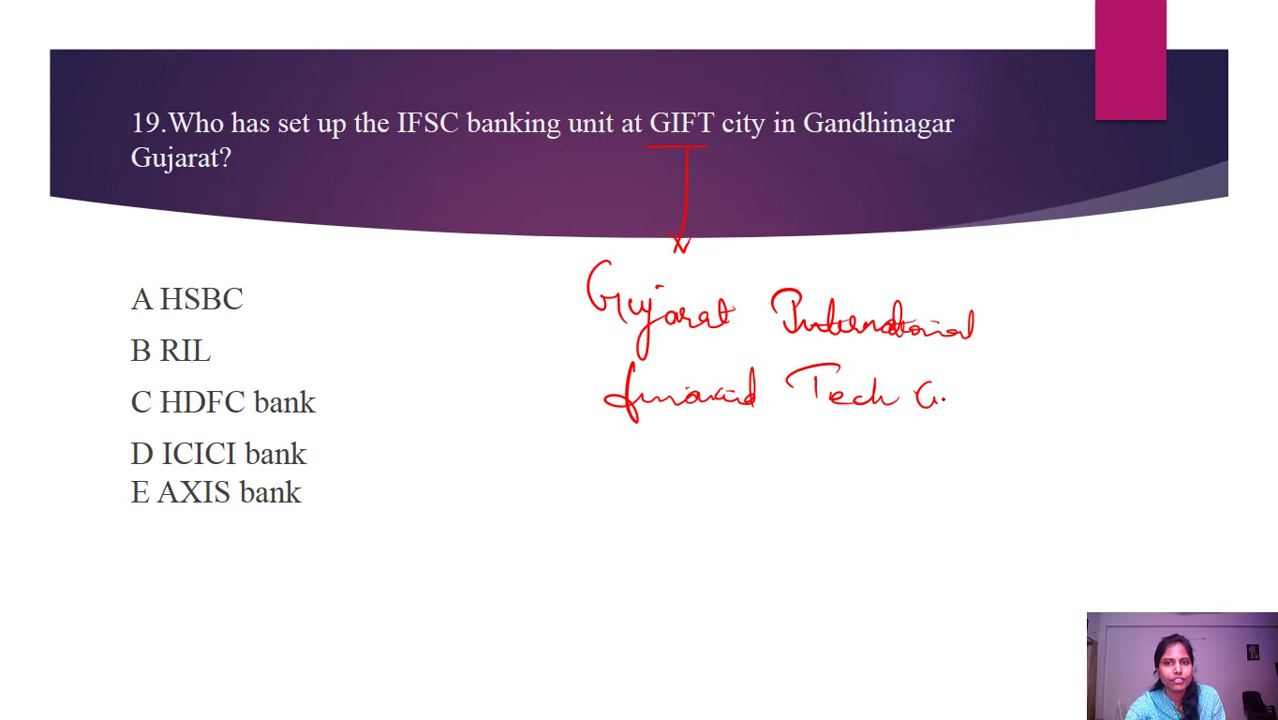 19.Who has set up the IFSC banking unit at GIFT city in Gandhinagar
Gujarat?
Gujarat International
A HSBC
B RIL
financial Tech C.
C HDFC bank
D ICICI bank
E AXIS bank